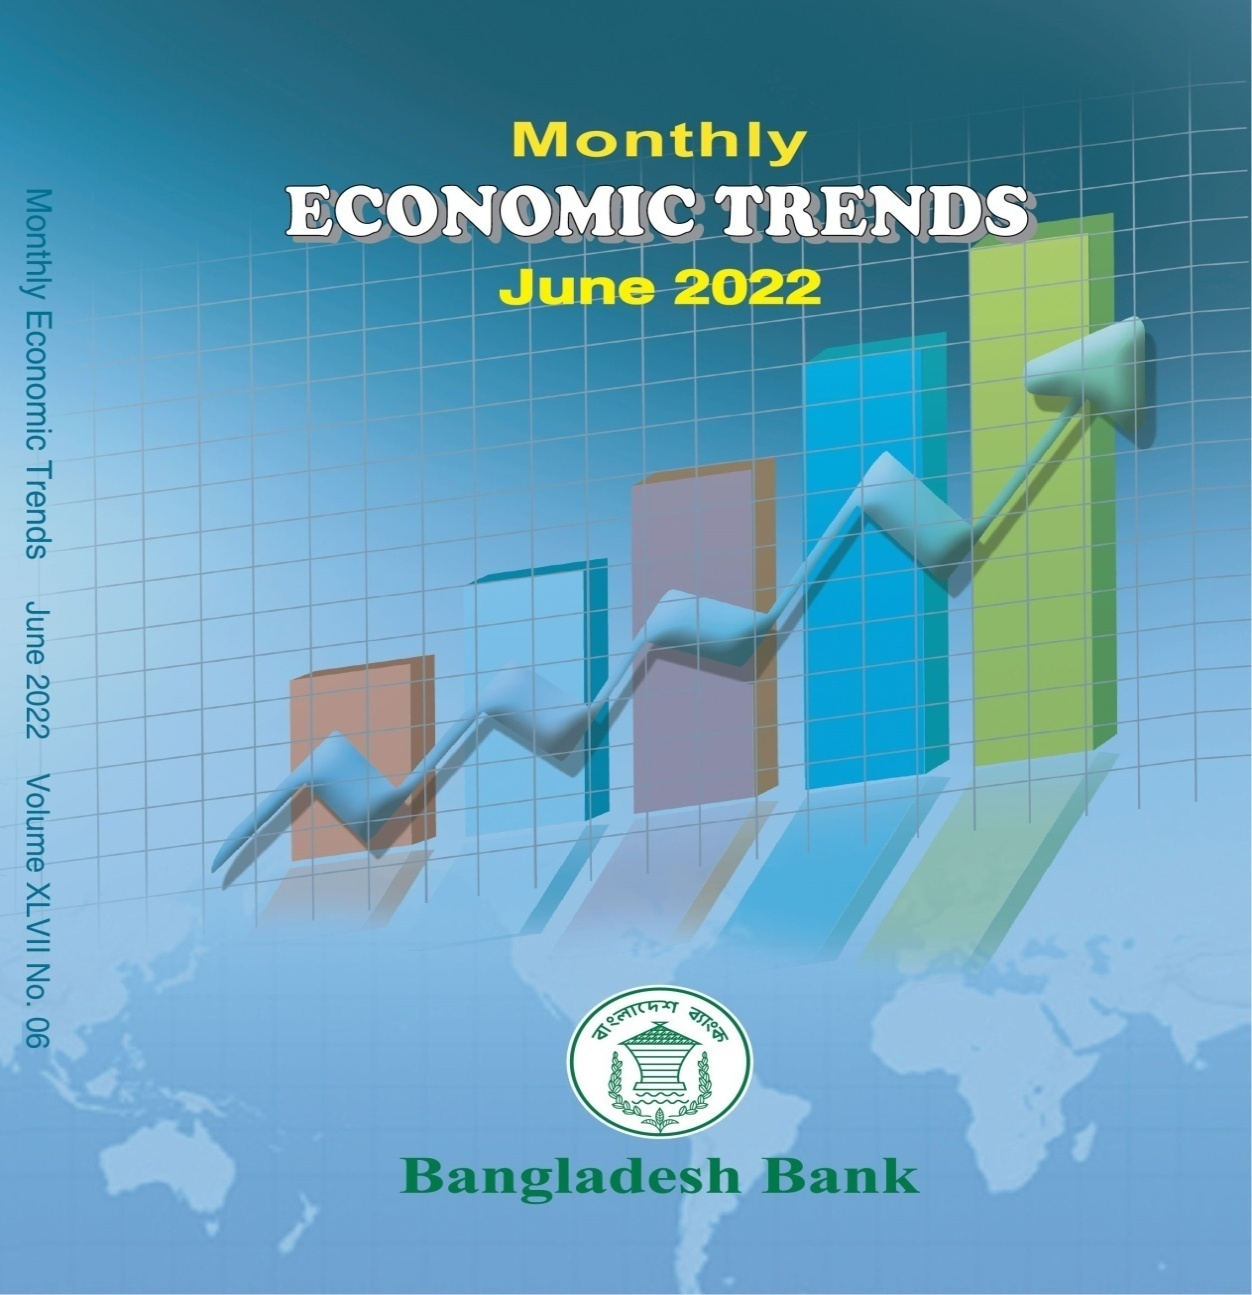 Monthly
ECONOMIC TRENDS
June 2022
Monthly Economic Trends June 2022 Volume XLVII No. 06
বাংলাদেশ ব্যাংক
Bangladesh Bank